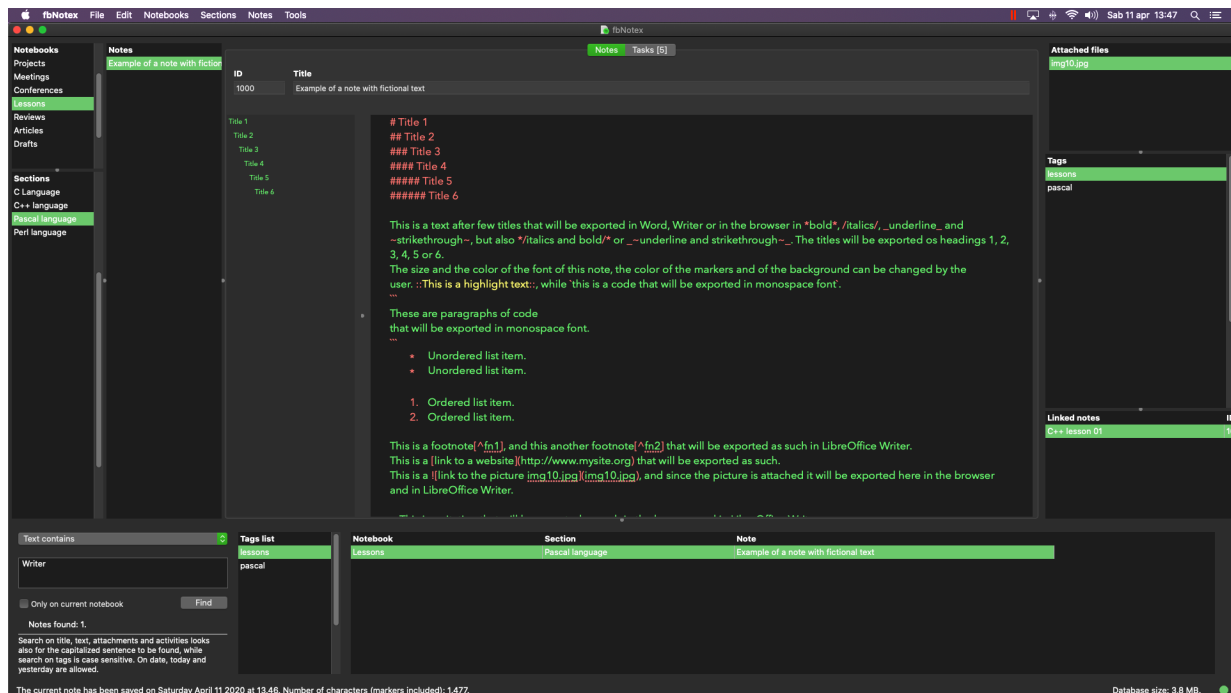 fbNotex File Edit Notebooks Sections Notes Tools
Sab 11 apr 13:47
fbNotex
Notebooks
Projects
Meetings
Conferences
Lessons
Reviews
Articles
Drafts
Sections
C Language
C++ language
Pascal language
Perl language
Notes
Example of a note with fiction
Notes Tasks [5]
ID Title
1000 Example of a note with fictional text
Title 1
Title 2
Title 3
Title 4
Title 5
Title 6
# Title 1
## Title 2
### Title 3
#### Title 4
##### Title 5
###### Title 6
This is a text after few titles that will be exported in Word, Writer or in the browser in *bold*, /italics/, _underline_ and
~strikethrough~, but also */italics and bold/* or _~underline and strikethrough~_. The titles will be exported os headings 1, 2,
3, 4, 5 or 6.
The size and the color of the font of this note, the color of the markers and of the background can be changed by the
user. ::This is a highlight text::, while `this is a code that will be exported in monospace font`.
```
These are paragraphs of code
that will be exported in monospace font.
```
* Unordered list item.
* Unordered list item.
1. Ordered list item.
2. Ordered list item.
This is a footnote[^fn1], and this another footnote[^fn2] that will be exported as such in LibreOffice Writer.
This is a [link to a website](http://www.mysite.org) that will be exported as such.
This is a ![link to the picture img10.jpg](img10.jpg), and since the picture is attached it will be exported here in the browser
and in LibreOffice Writer.
Attached files
img10.jpg
Tags
lessons
pascal
Linked notes
C++ lesson 01
Text contains
Writer
Only on current notebook Find
Notes found: 1.
Search on title, text, attachments and activities looks
also for the capitalized sentence to be found, while
search on tags is case sensitive. On date, today and
yesterday are allowed.
Tags list
lessons
pascal
Notebook Section Note
Lessons Pascal language Example of a note with fictional text
The current note has been saved on Saturday April 11 2020 at 13.46. Number of characters (markers included): 1.477.
Database size: 3.8 MB.